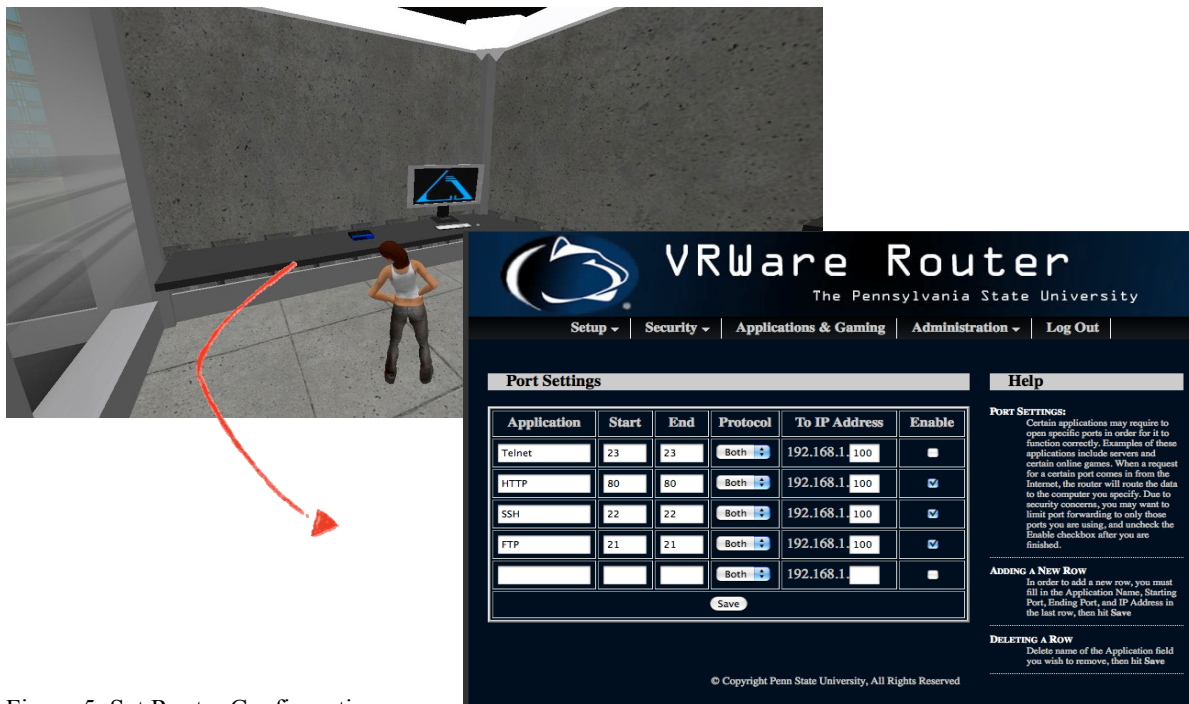 VRWare Router
The Pennsylvania State University
Setup Security Applications & Gaming Administration Log Out
Port Settings
Application Start End Protocol To IP Address Enable
Telnet 23 23 Both 192.168.1. 100
HTTP 80 80 Both 192.168.1. 100
SSH 22 22 Both 192.168.1. 100
FTP 21 21 Both 192.168.1. 100
Both 192.168.1.
Save
Help
PORT SETTINGS:
Certain applications may require to
open specific ports in order for it to
function correctly. Examples of these
applications include servers and
certain online games. When a request
for a certain port comes in from the
Internet, the router will route the data
to the computer you specify. Due to
security concerns, you may want to
limit port forwarding to only those
ports you are using, and uncheck the
Enable checkbox after you are
finished.
ADDING A NEW ROW
In order to add a new row, you must
fill in the Application Name, Starting
Port, Ending Port, and IP Address in
the last row, then hit Save
DELETING A ROW
Delete name of the Application field
you wish to remove, then hit Save
© Copyright Penn State University, All Rights Reserved
Figure 5: Set Router